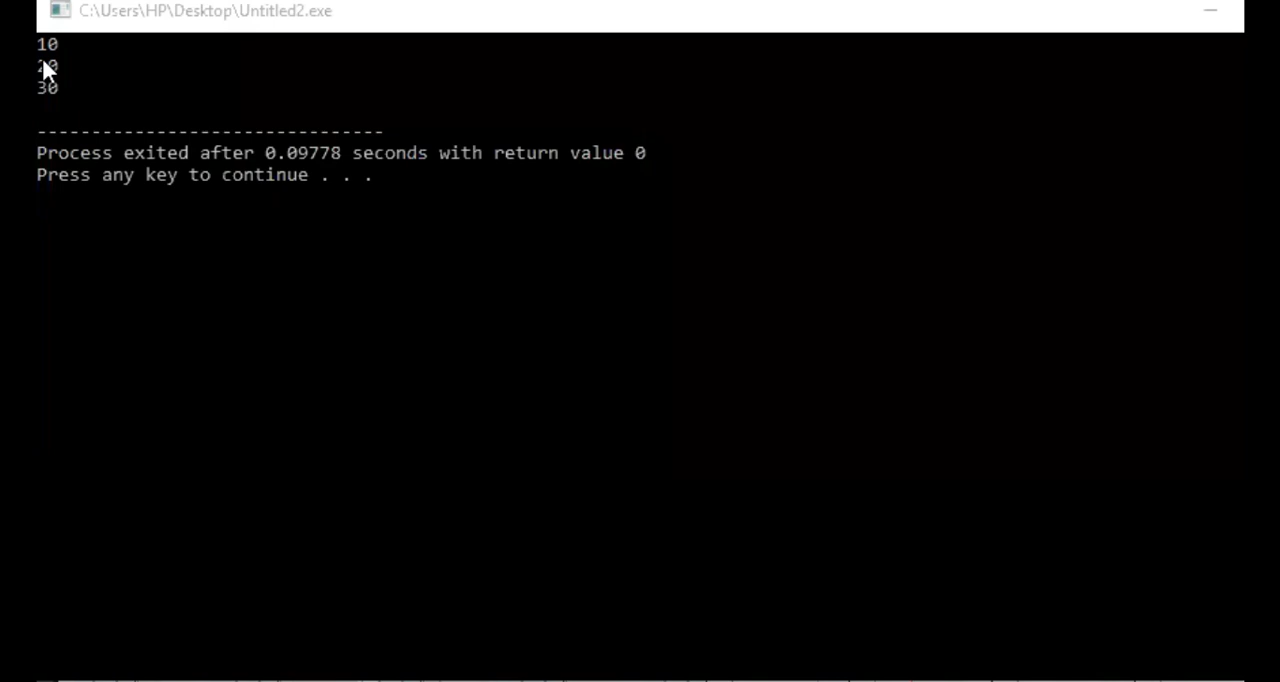 C:\Users\HP\Desktop\Untitled2.exe
10
20
30
--------------------------------
Process exited after 0.09778 seconds with return value 0
Press any key to continue . . .